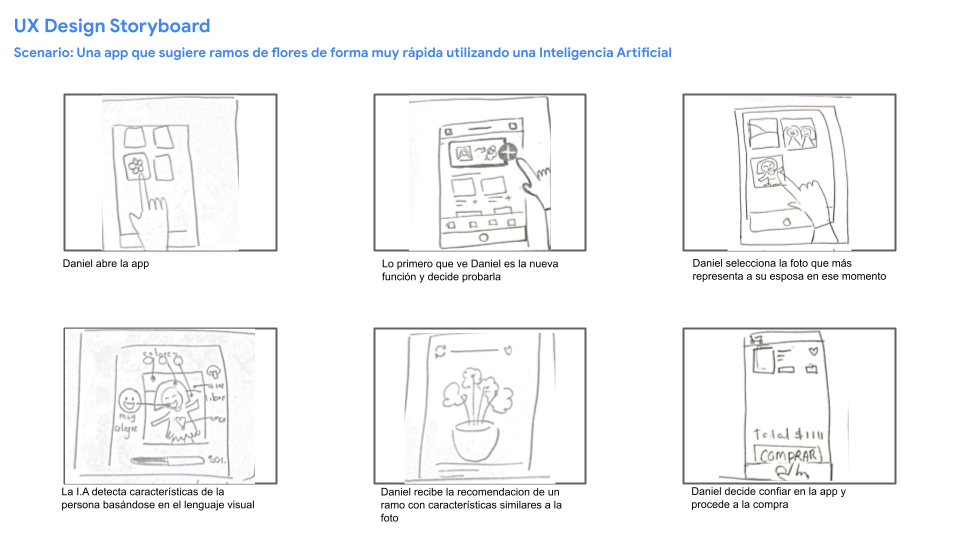 UX Design Storyboard
Scenario: Una app que sugiere ramos de flores de forma muy rápida utilizando una Inteligencia Artificial
Daniel abre la app
Lo primero que ve Daniel es la nueva
función y decide probarla
Daniel selecciona la foto que más
representa a su esposa en ese momento
colores
aire
libre
muy
alegre
amor
50%
Total $1111
COMPRAR
La I.A detecta características de la
persona basándose en el lenguaje visual
Daniel recibe la recomendacion de un
ramo con características similares a la
foto
Daniel decide confiar en la app y
procede a la compra